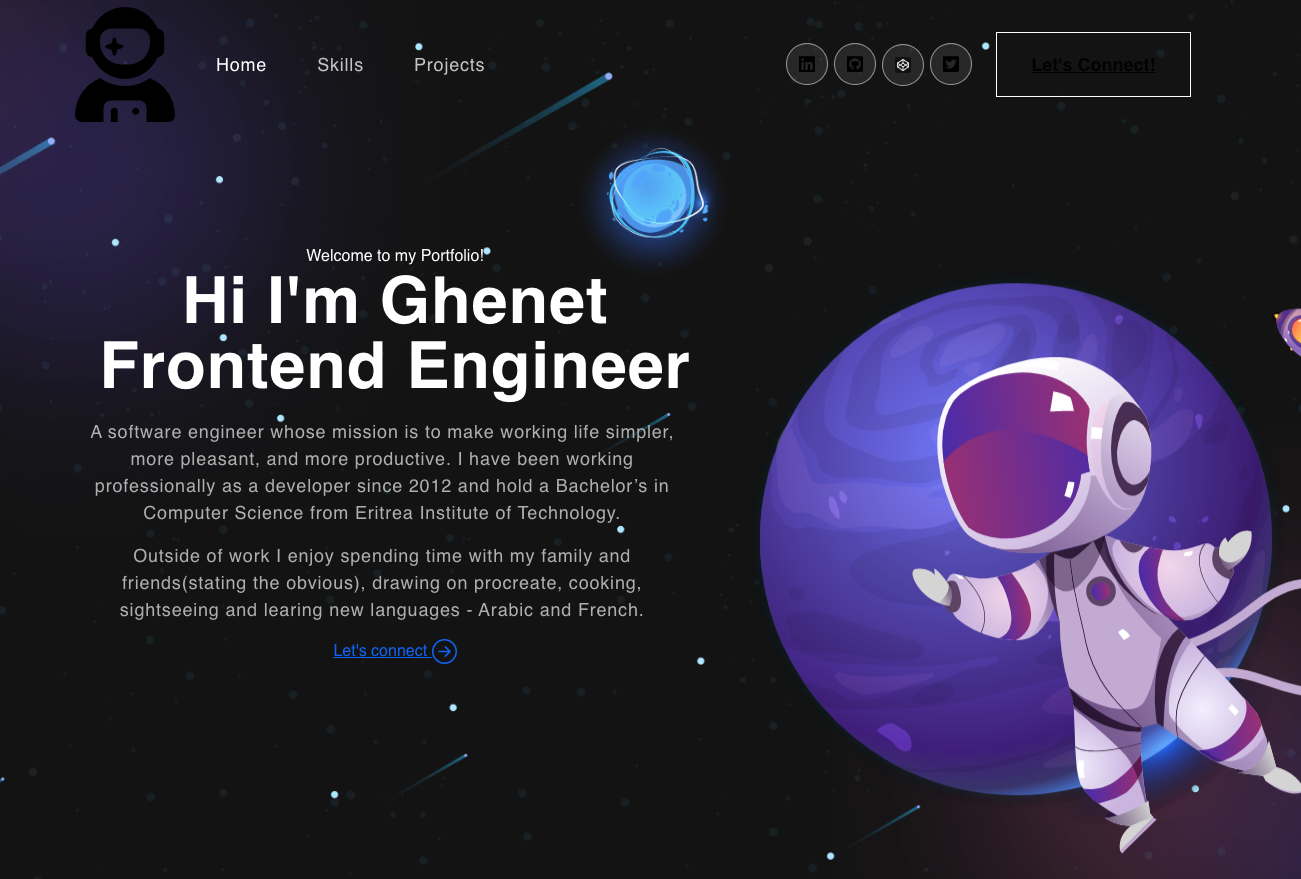 Home Skills Projects Let's Connect!
Welcome to my Portfolio!
Hi I'm Ghenet
Frontend Engineer
A software engineer whose mission is to make working life simpler,
more pleasant, and more productive. I have been working
professionally as a developer since 2012 and hold a Bachelor’s in
Computer Science from Eritrea Institute of Technology.
Outside of work I enjoy spending time with my family and
friends(stating the obvious), drawing on procreate, cooking,
sightseeing and learing new languages - Arabic and French.
Let's connect